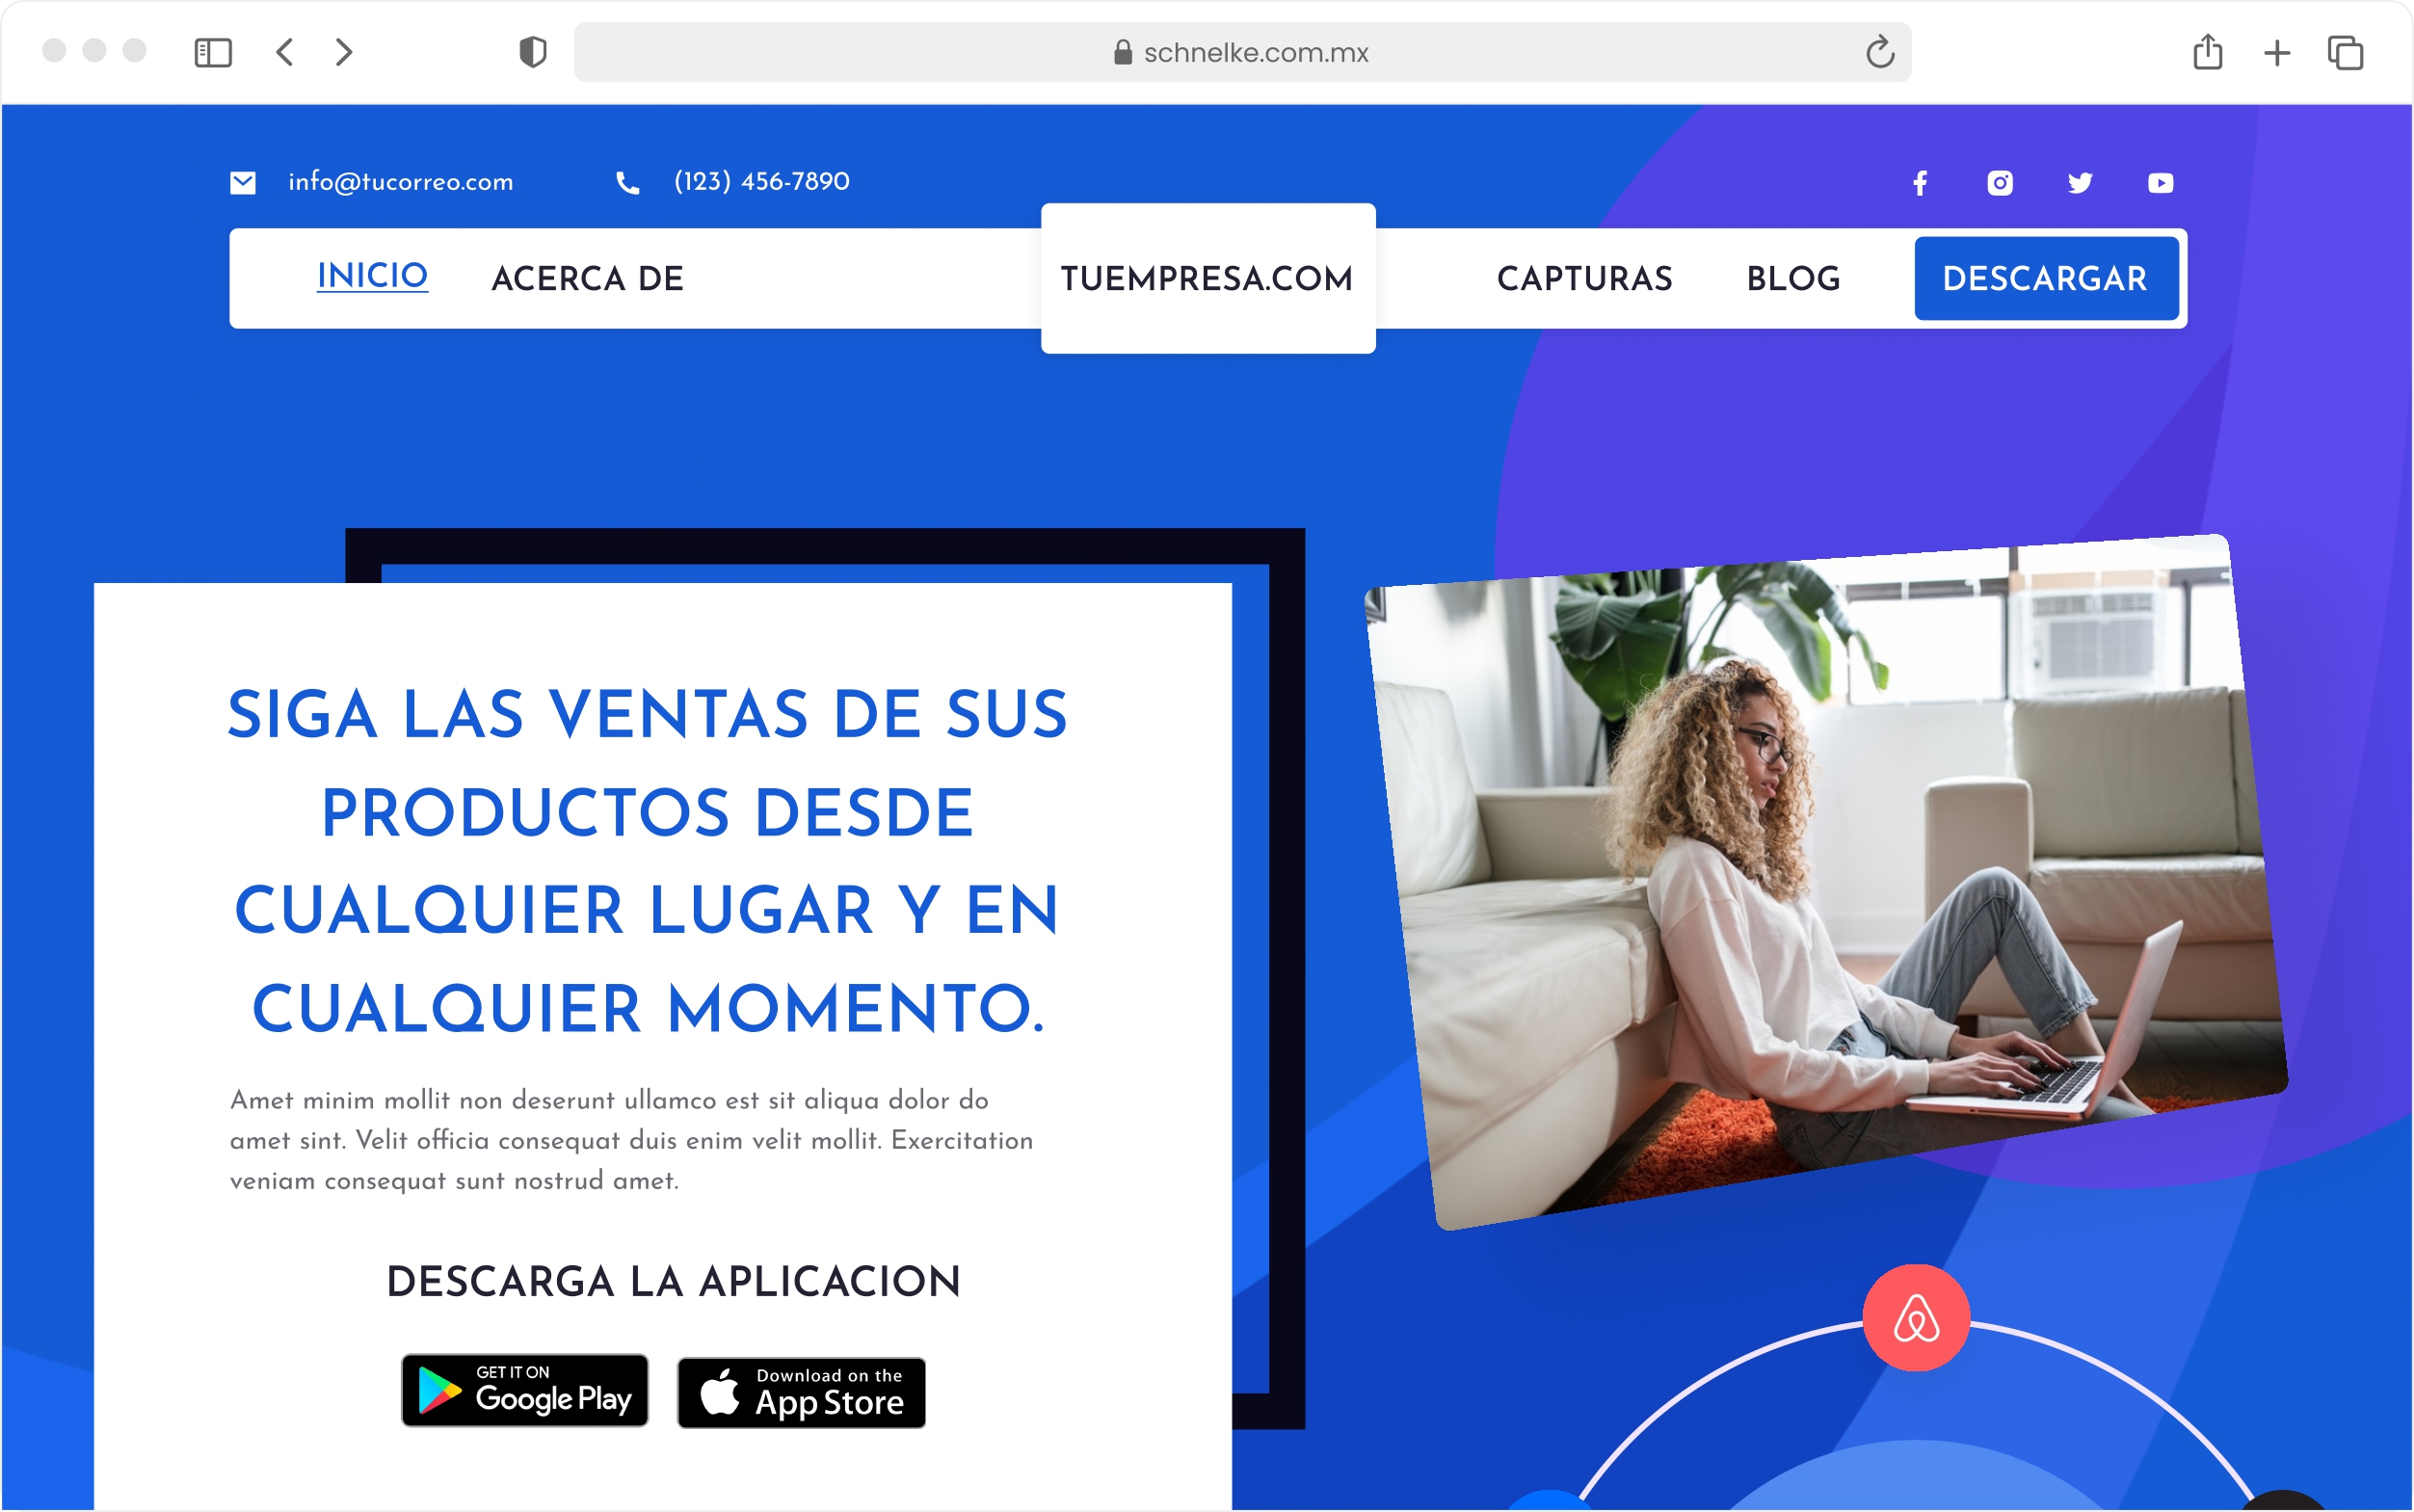 schnelke.com.mx
info@tucorreo.com
(123) 456-7890
INICIO
ACERCA DE
TUEMPRESA.COM
CAPTURAS
BLOG
DESCARGAR
SIGA LAS VENTAS DE SUS
PRODUCTOS DESDE
CUALQUIER LUGAR Y EN
CUALQUIER MOMENTO.
Amet minim mollit non deserunt ullamco est sit aliqua dolor do
amet sint. Velit officia consequat duis enim velit mollit. Exercitation
veniam consequat sunt nostrud amet.
DESCARGA LA APLICACION
GET IT ON
Google Play
Download on the
App Store